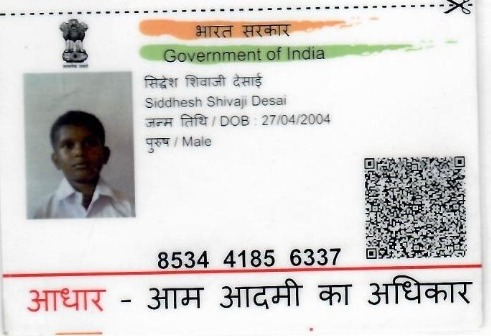 भारत सरकार
Government of India
सिद्धेश शिवाजी देसाई
Siddhesh Shivaji Desai
जन्म तिथि / DOB : 27/04/2004
पुरुष / Male
8534 4185 6337
आधार - आम आदमी का अधिकार